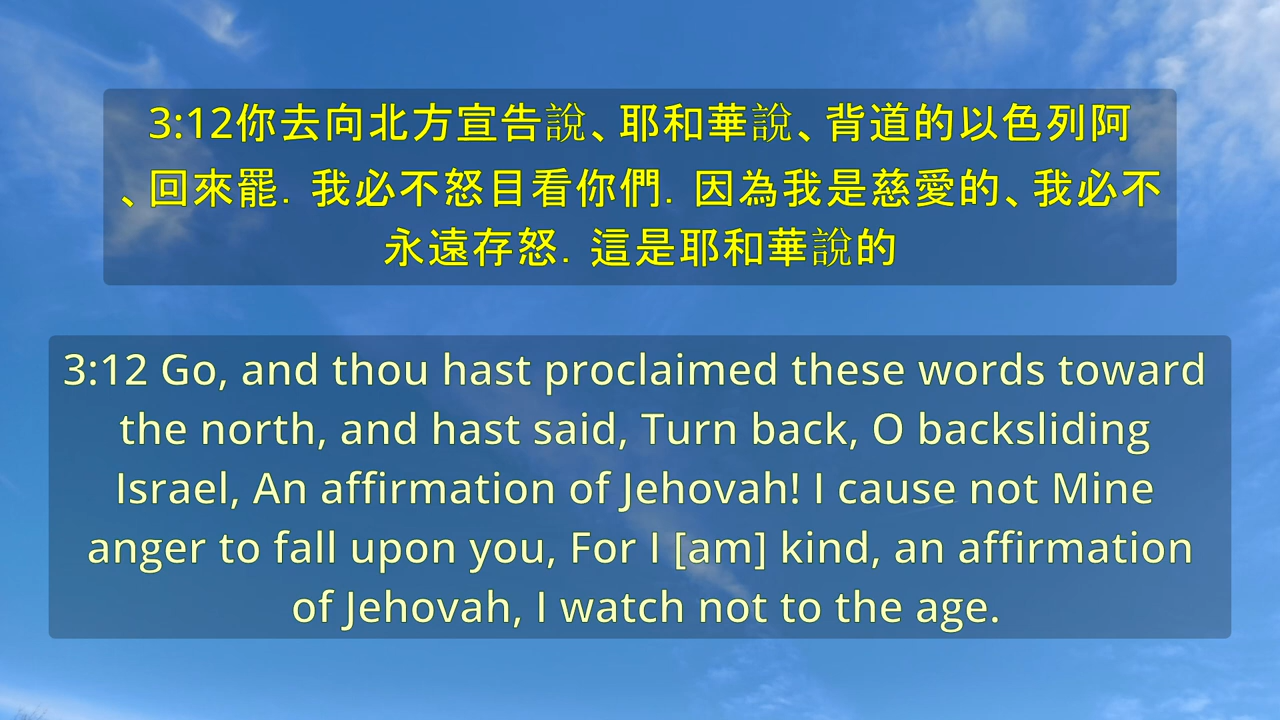 3:12你去向北方宣告說、耶和華說、背道的以色列阿
、回來罷．我必不怒目看你們．因為我是慈愛的、我必不
永遠存怒．這是耶和華說的
3:12 Go, and thou hast proclaimed these words toward
the north, and hast said, Turn back, O backsliding
Israel, An affirmation of Jehovah! I cause not Mine
anger to fall upon you, For I [am] kind, an affirmation
of Jehovah, I watch not to the age.